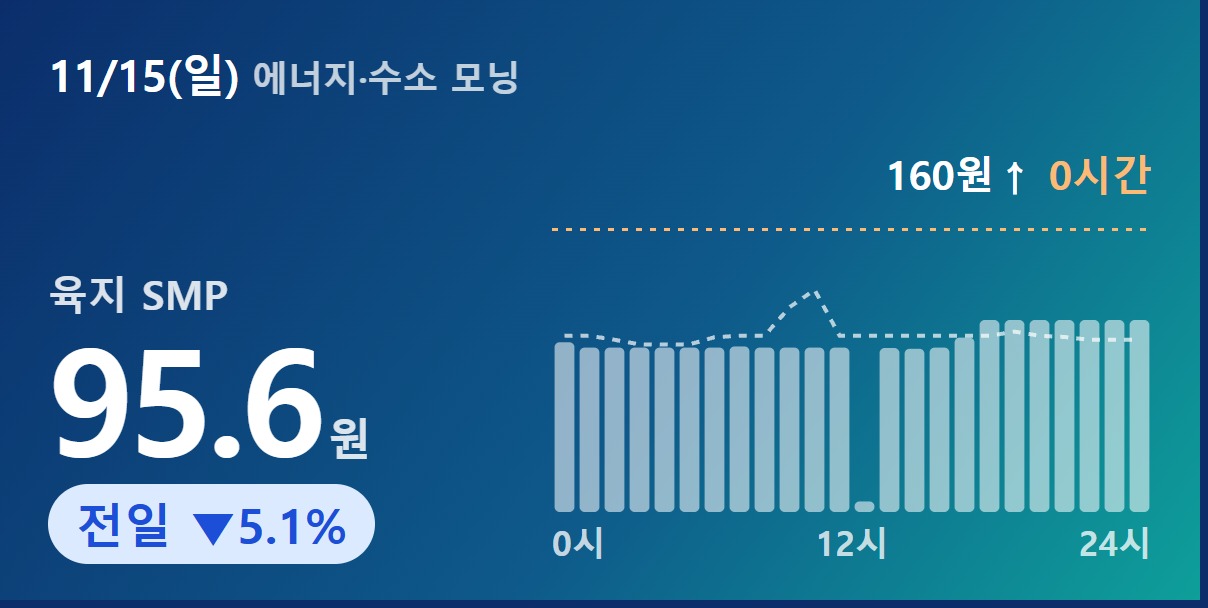 11/15(일) 에너지·수소 모닝
160원↑ 0시간
육지 SMP
95.6원
전일 ▼5.1%
0시 12시 24시